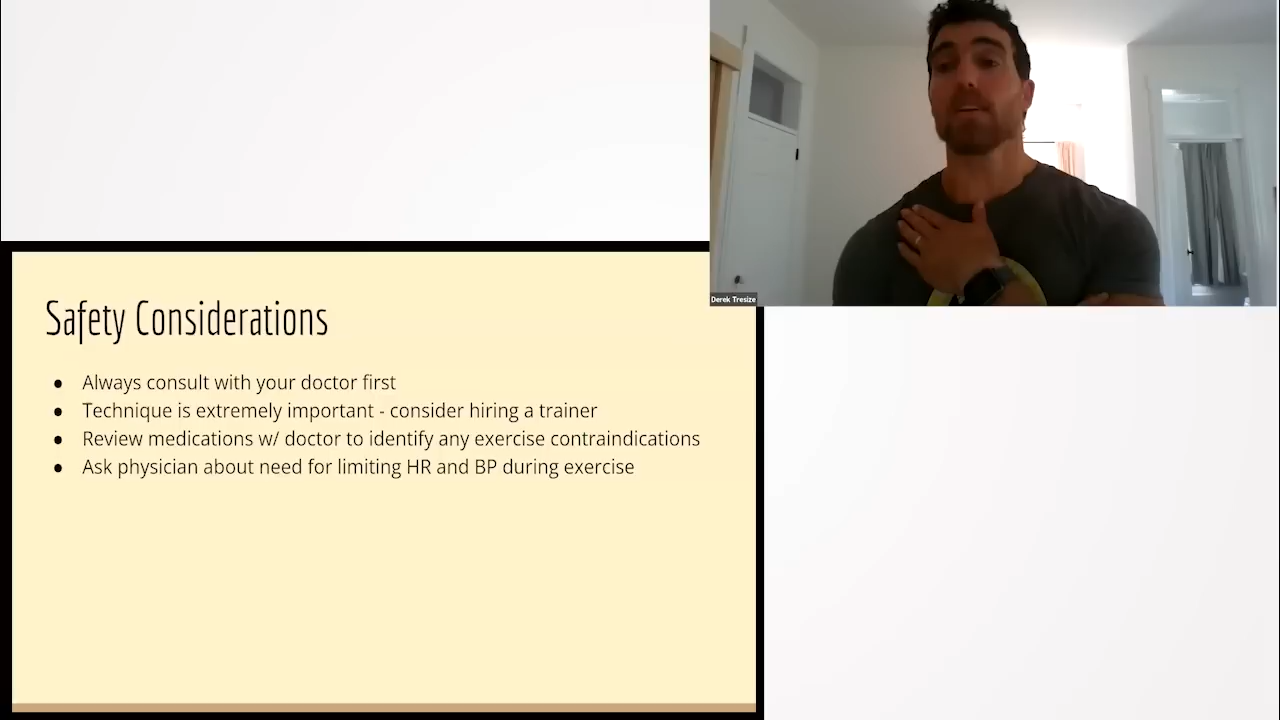 Derek Tresize
Safety Considerations
● Always consult with your doctor first
● Technique is extremely important - consider hiring a trainer
● Review medications w/ doctor to identify any exercise contraindications
● Ask physician about need for limiting HR and BP during exercise